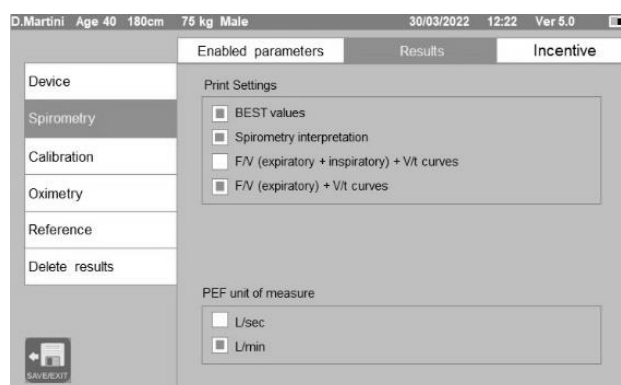 D.Martini Age 40 180cm 75 kg Male 30/03/2022 12:22 Ver 5.0
Enabled parameters Results Incentive
Device
Spirometry
Calibration
Oximetry
Reference
Delete results
Print Settings
BEST values
Spirometry interpretation
F/V (expiratory + inspiratory) + V/t curves
F/V (expiratory) + V/t curves
PEF unit of measure
L/sec
L/min
SAVE/EXIT